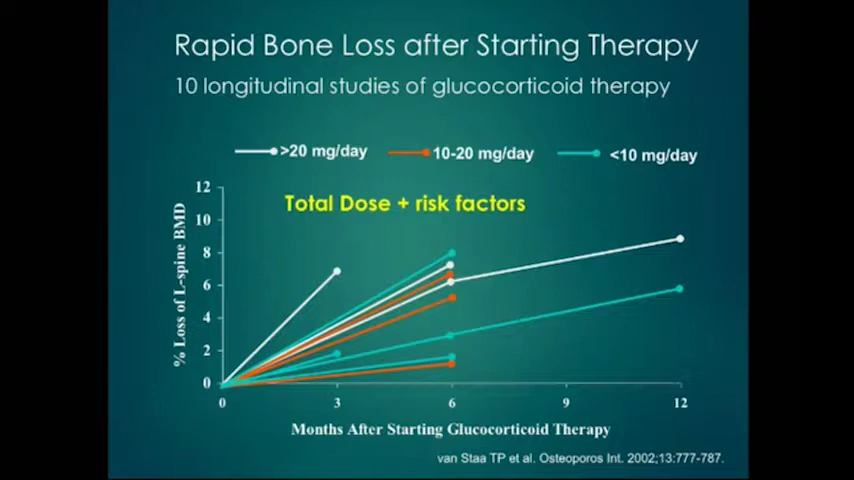 Rapid Bone Loss after Starting Therapy
10 longitudinal studies of glucocorticoid therapy
>20 mg/day 10-20 mg/day <10 mg/day
Total Dose + risk factors
% Loss of L-spine BMD
12
10
8
6
4
2
0
0 3 6 9 12
Months After Starting Glucocorticoid Therapy
van Staa TP et al. Osteoporos Int. 2002;13:777-787.